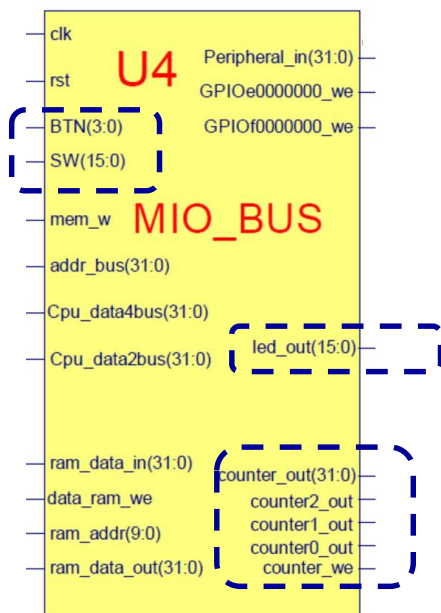 clk
U4
Peripheral_in(31:0)
rst
GPIOe0000000_we
BTN(3:0)
GPIOf0000000_we
SW(15:0)
mem_w
MIO_BUS
addr_bus(31:0)
Cpu_data4bus(31:0)
led_out(15:0)
Cpu_data2bus(31:0)
ram_data_in(31:0)
counter_out(31:0)
data_ram_we
counter2_out
counter1_out
ram_addr(9:0)
counter0_out
ram_data_out(31:0)
counter_we